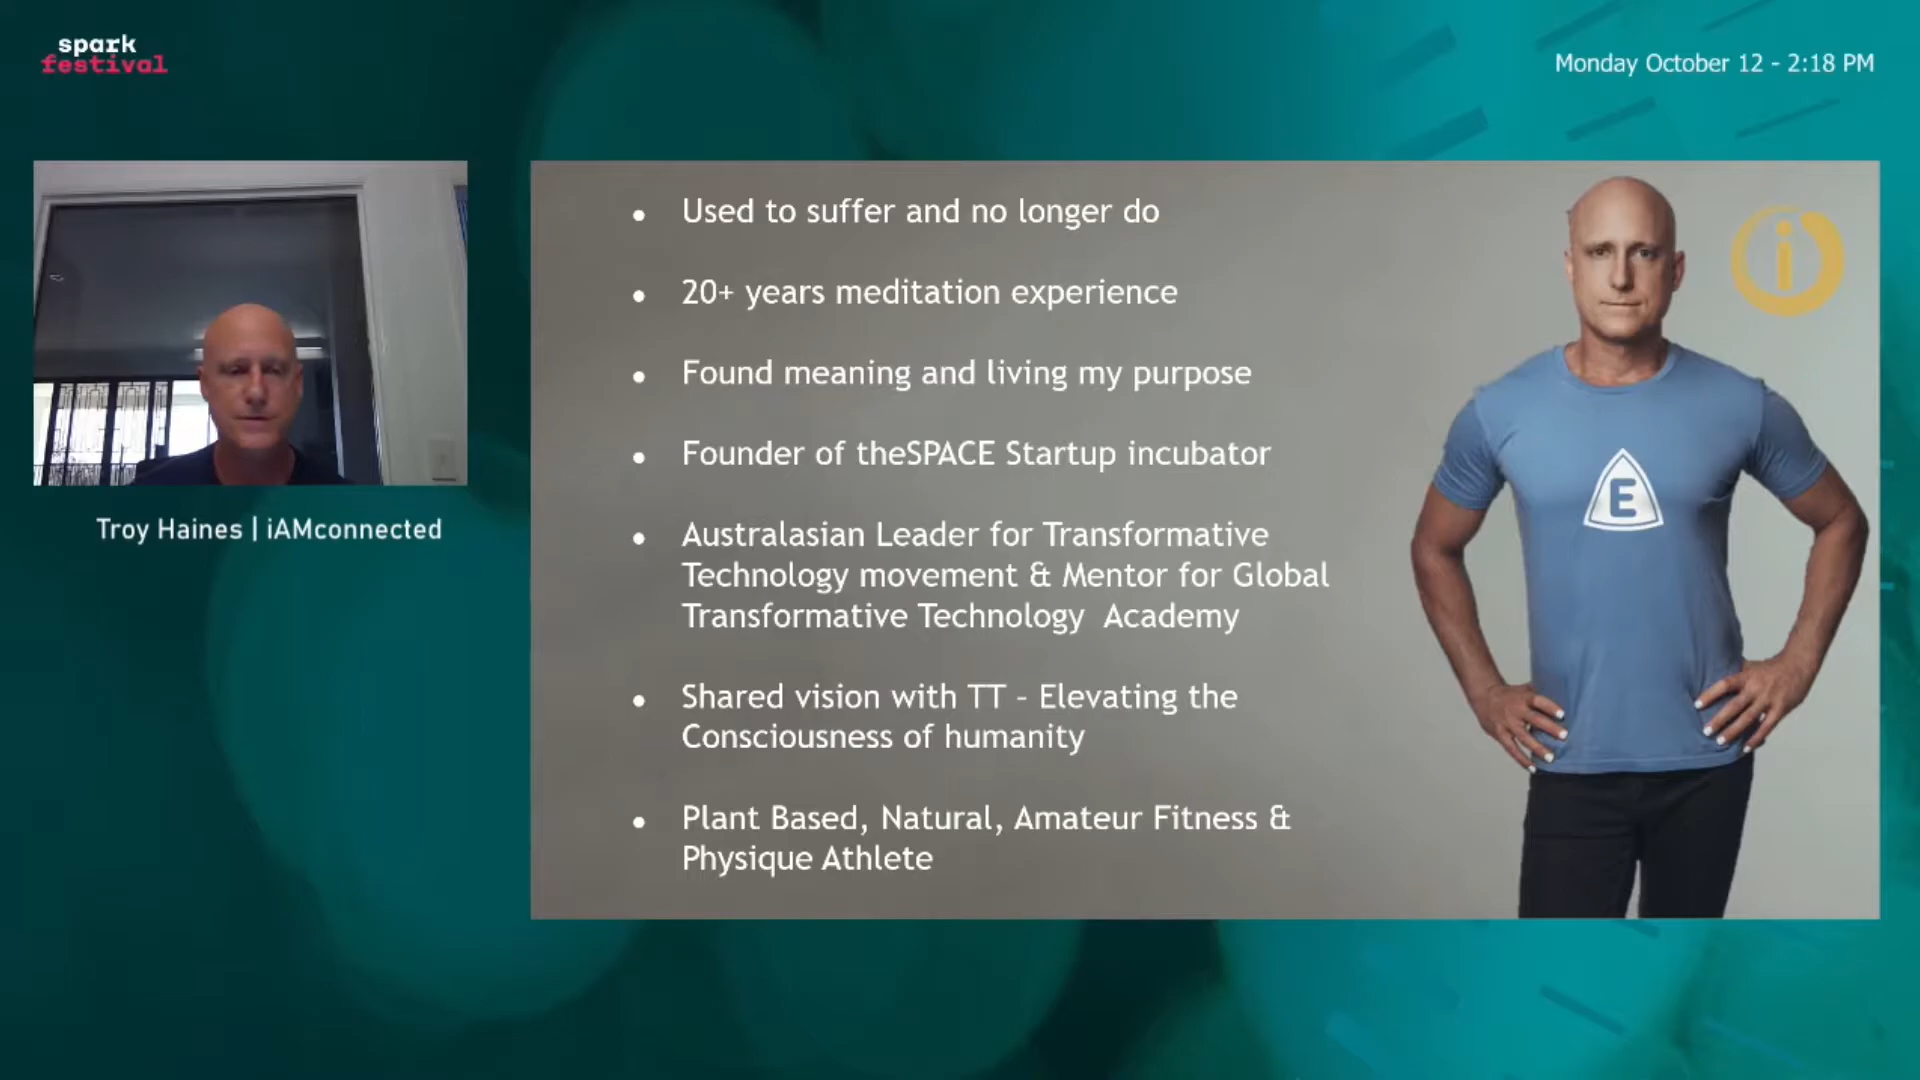 spark
festival
Monday October 12 - 2:18 PM
Troy Haines | iAMconnected
● Used to suffer and no longer do
● 20+ years meditation experience
● Found meaning and living my purpose
● Founder of theSPACE Startup incubator
● Australasian Leader for Transformative
Technology movement & Mentor for Global
Transformative Technology Academy
● Shared vision with TT – Elevating the
Consciousness of humanity
● Plant Based, Natural, Amateur Fitness &
Physique Athlete
i
E